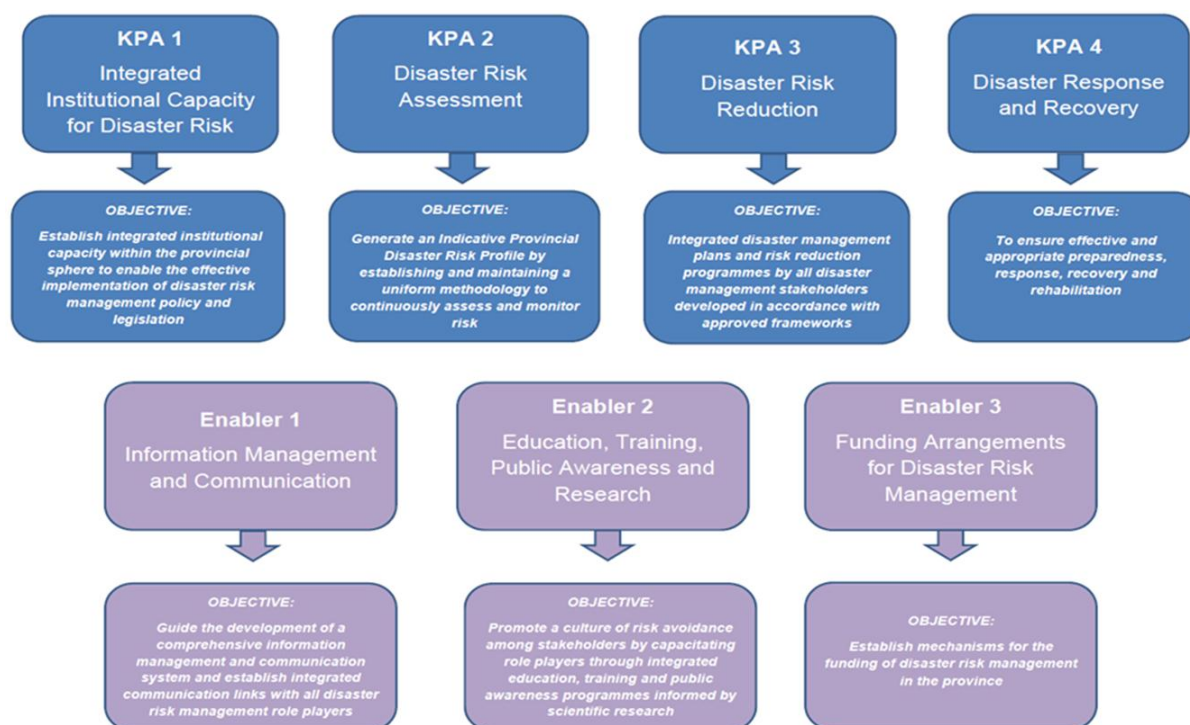 KPA 1
Integrated
Institutional Capacity
for Disaster Risk
KPA 2
Disaster Risk
Assessment
KPA 3
Disaster Risk
Reduction
KPA 4
Disaster Response
and Recovery
OBJECTIVE:
Establish integrated institutional
capacity within the provincial
sphere to enable the effective
implementation of disaster risk
management policy and
legislation
OBJECTIVE:
Generate an Indicative Provincial
Disaster Risk Profile by
establishing and maintaining a
uniform methodology to
continuously assess and monitor
risk
OBJECTIVE:
Integrated disaster management
plans and risk reduction
programmes by all disaster
management stakeholders
developed in accordance with
approved frameworks
OBJECTIVE:
To ensure effective and
appropriate preparedness,
response, recovery and
rehabilitation
Enabler 1
Information Management
and Communication
Enabler 2
Education, Training,
Public Awareness and
Research
Enabler 3
Funding Arrangements
for Disaster Risk
Management
OBJECTIVE:
Guide the development of a
comprehensive information
management and communication
system and establish integrated
communication links with all disaster
risk management role players
OBJECTIVE:
Promote a culture of risk avoidance
among stakeholders by capacitating
role players through integrated
education, training and public
awareness programmes informed by
scientific research
OBJECTIVE:
Establish mechanisms for the
funding of disaster risk management
in the province